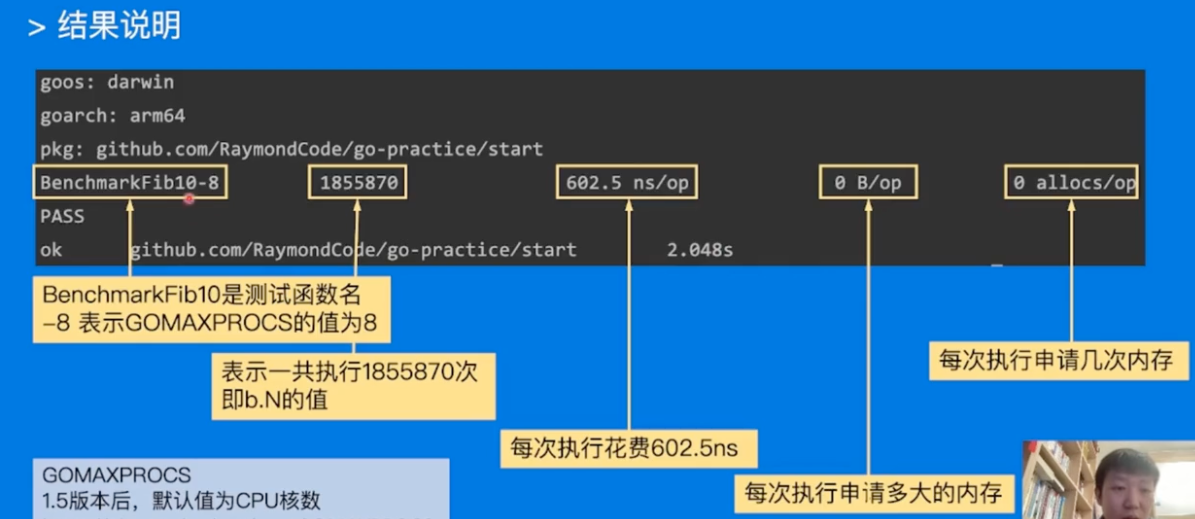 > 结果说明
goos: darwin
goarch: arm64
pkg: github.com/RaymondCode/go-practice/start
BenchmarkFib10-8 1855870 602.5 ns/op 0 B/op 0 allocs/op
PASS
ok github.com/RaymondCode/go-practice/start 2.048s
BenchmarkFib10是测试函数名
-8 表示GOMAXPROCS的值为8
表示一共执行1855870次
即b.N的值
每次执行花费602.5ns
每次执行申请多大的内存
每次执行申请几次内存
GOMAXPROCS
1.5版本后，默认值为CPU核数